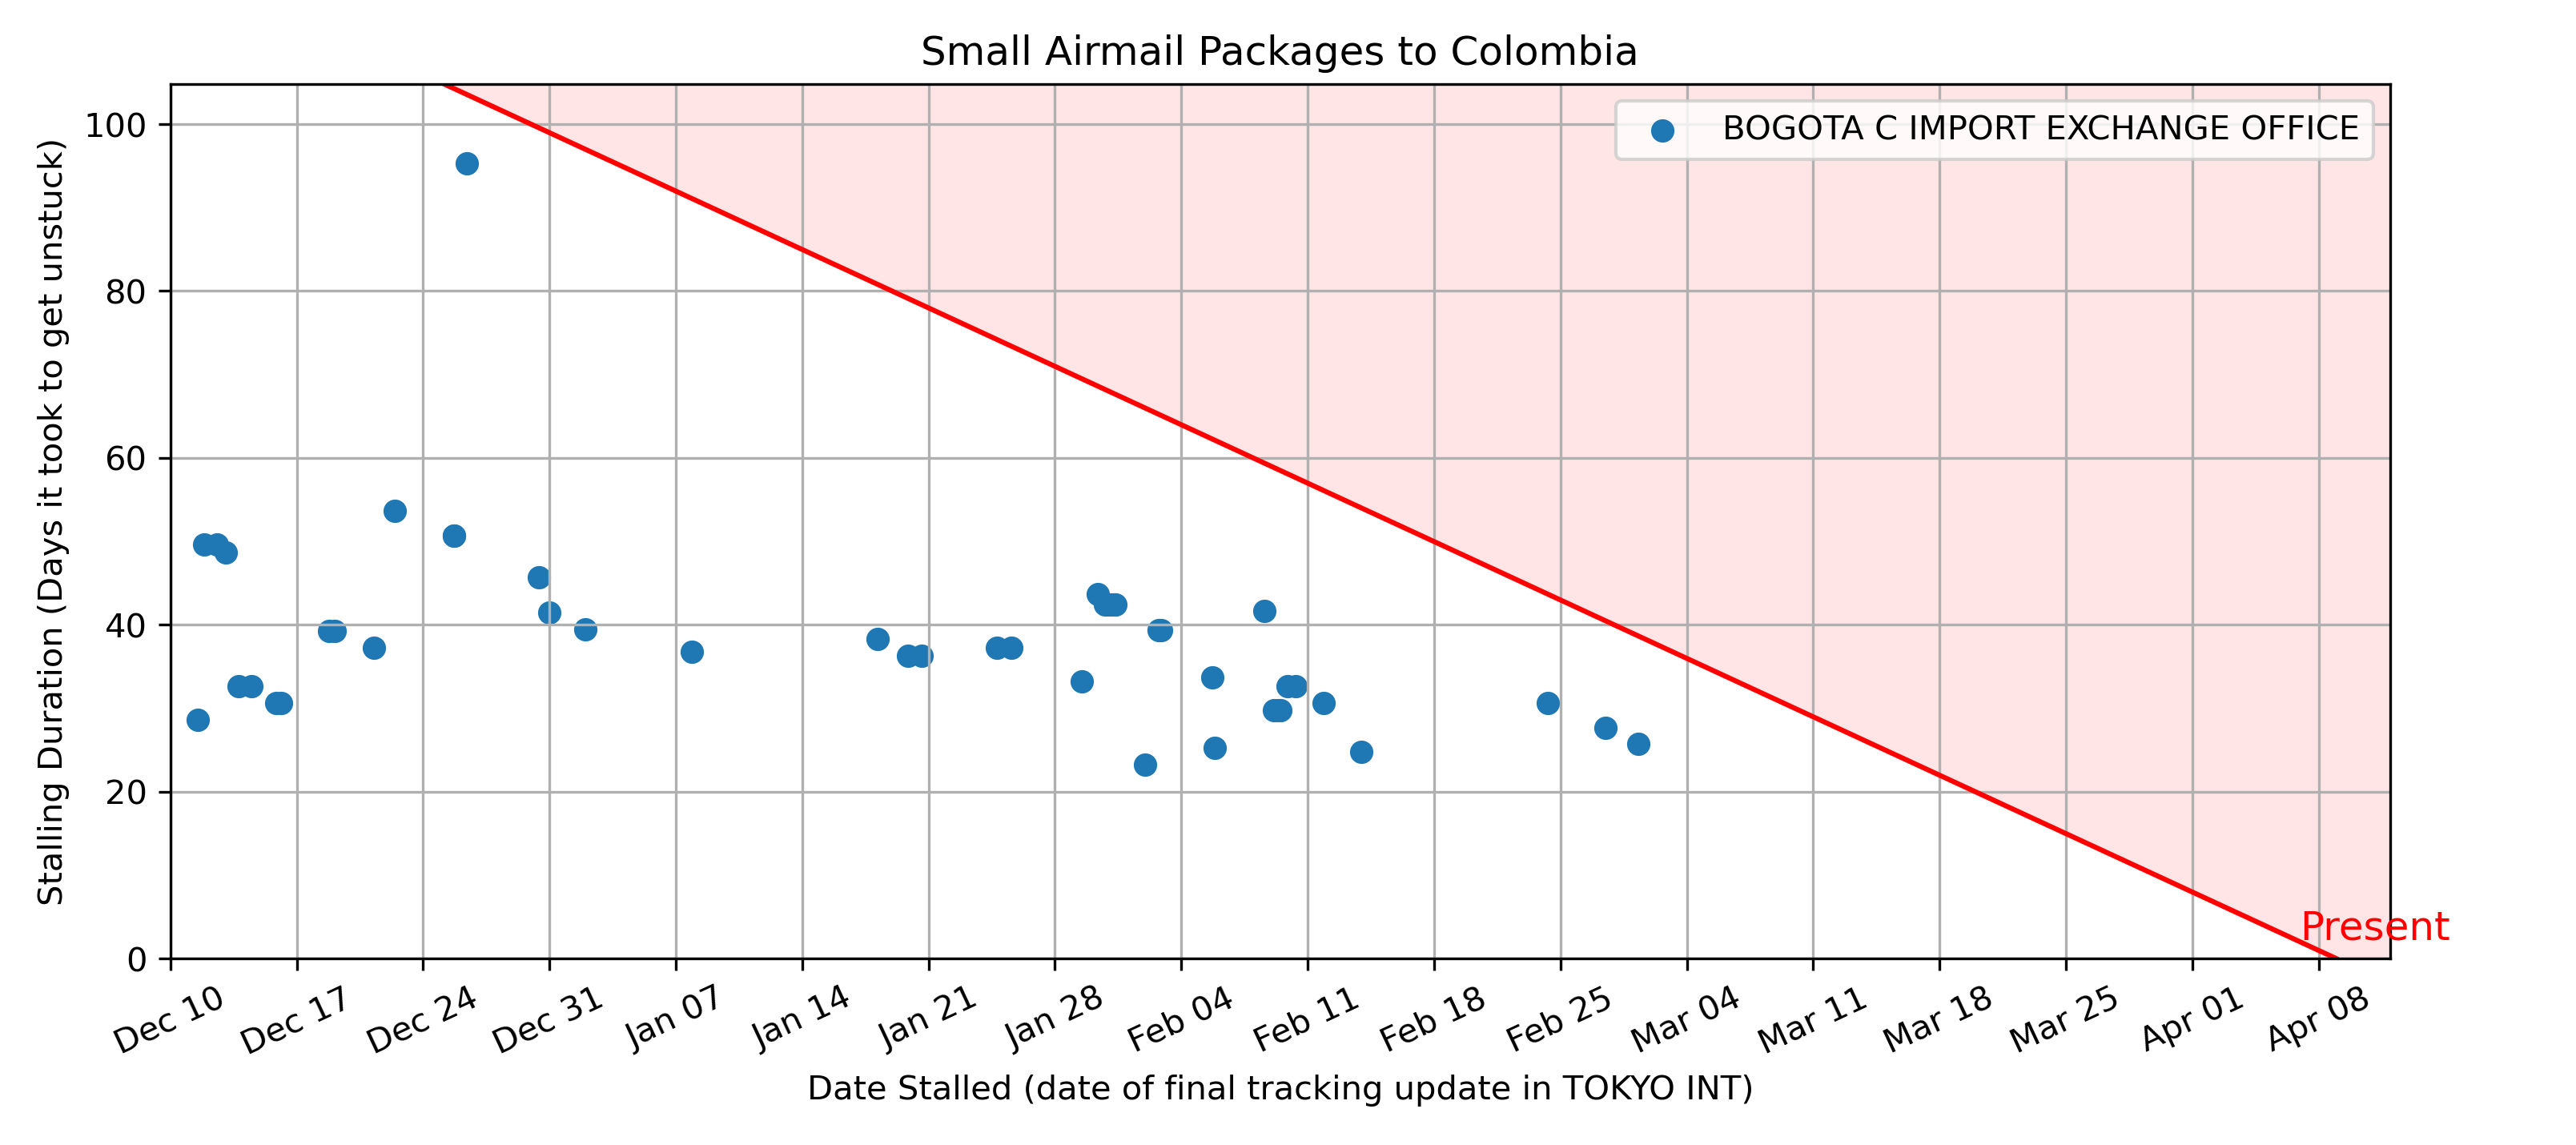 Small Airmail Packages to Colombia
BOGOTA C IMPORT EXCHANGE OFFICE
Stalling Duration (Days it took to get unstuck)
100
80
60
40
20
0
Present
Dec 10
Dec 17
Dec 24
Dec 31
Jan 07
Jan 14
Jan 21
Jan 28
Feb 04
Feb 11
Feb 18
Feb 25
Mar 04
Mar 11
Mar 18
Mar 25
Apr 01
Apr 08
Date Stalled (date of final tracking update in TOKYO INT)